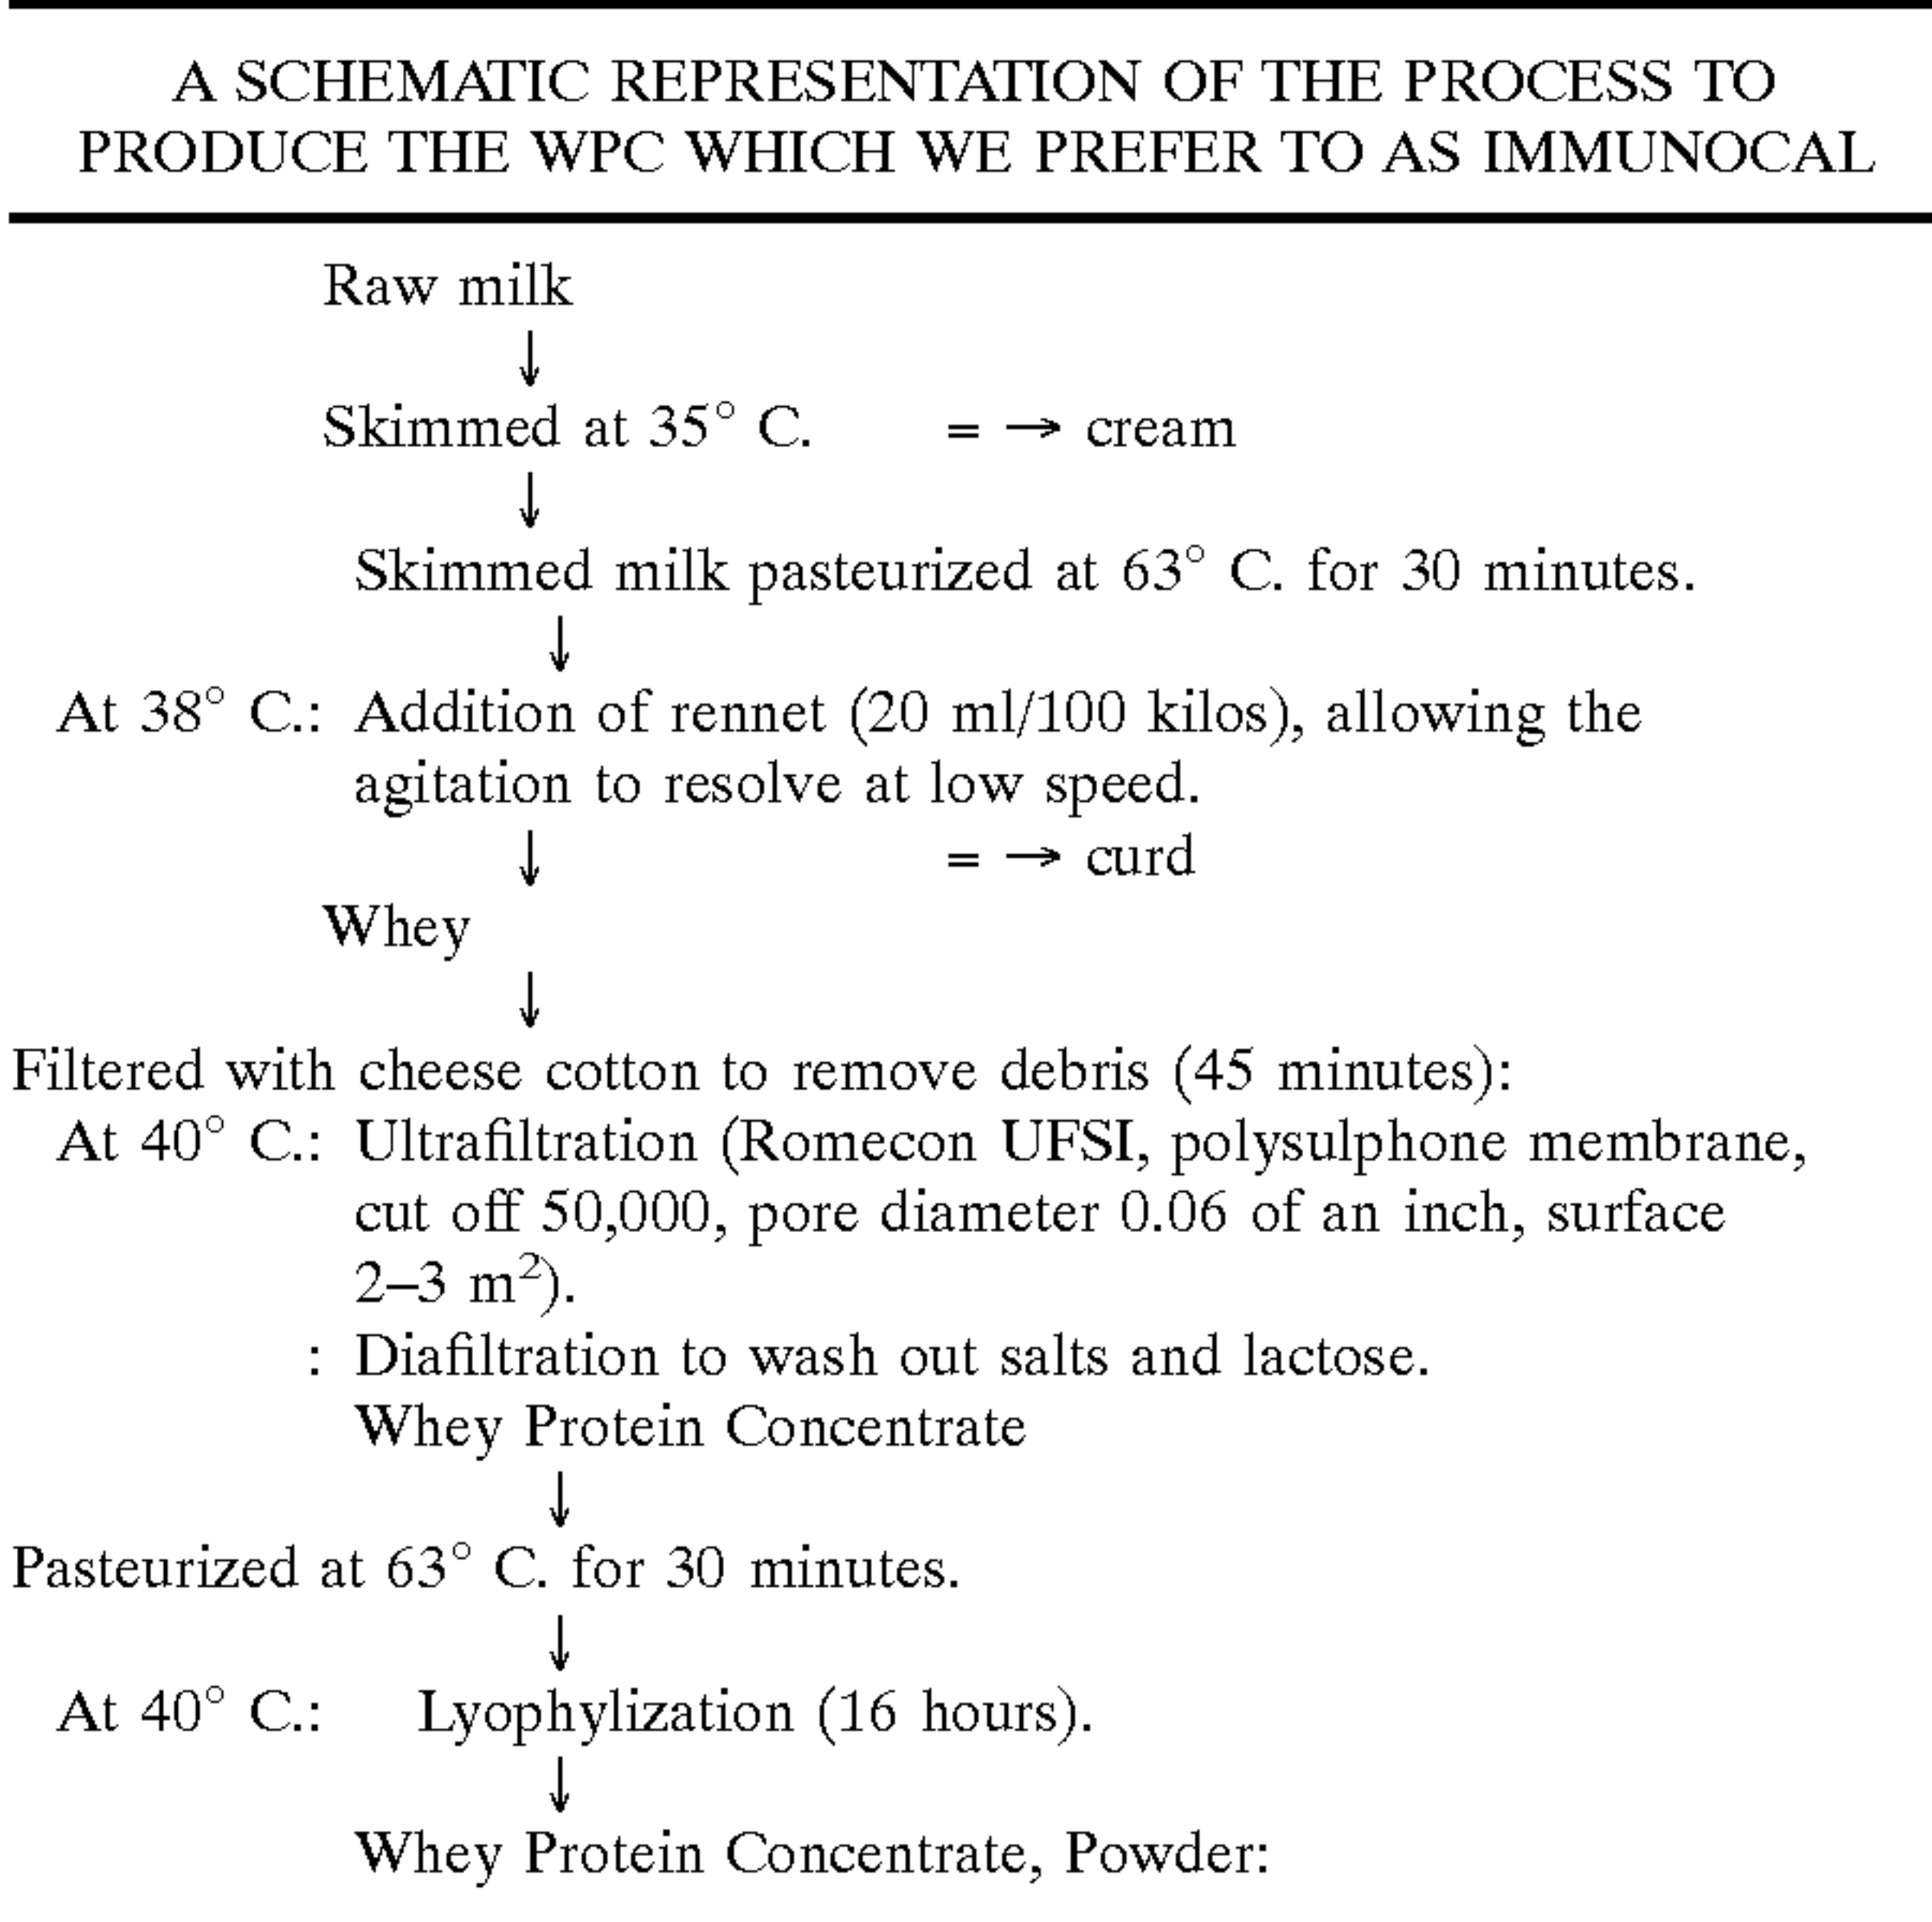 A SCHEMATIC REPRESENTATION OF THE PROCESS TO
PRODUCE THE WPC WHICH WE PREFER TO AS IMMUNOCAL
Raw milk
↓
Skimmed at 35° C. = → cream
↓
Skimmed milk pasteurized at 63° C. for 30 minutes.
↓
At 38° C.: Addition of rennet (20 ml/100 kilos), allowing the
agitation to resolve at low speed.
↓ = → curd
Whey
↓
Filtered with cheese cotton to remove debris (45 minutes):
At 40° C.: Ultrafiltration (Romecon UFSI, polysulphone membrane,
cut off 50,000, pore diameter 0.06 of an inch, surface
2–3 m²).
: Diafiltration to wash out salts and lactose.
Whey Protein Concentrate
↓
Pasteurized at 63° C. for 30 minutes.
↓
At 40° C.: Lyophylization (16 hours).
↓
Whey Protein Concentrate, Powder: